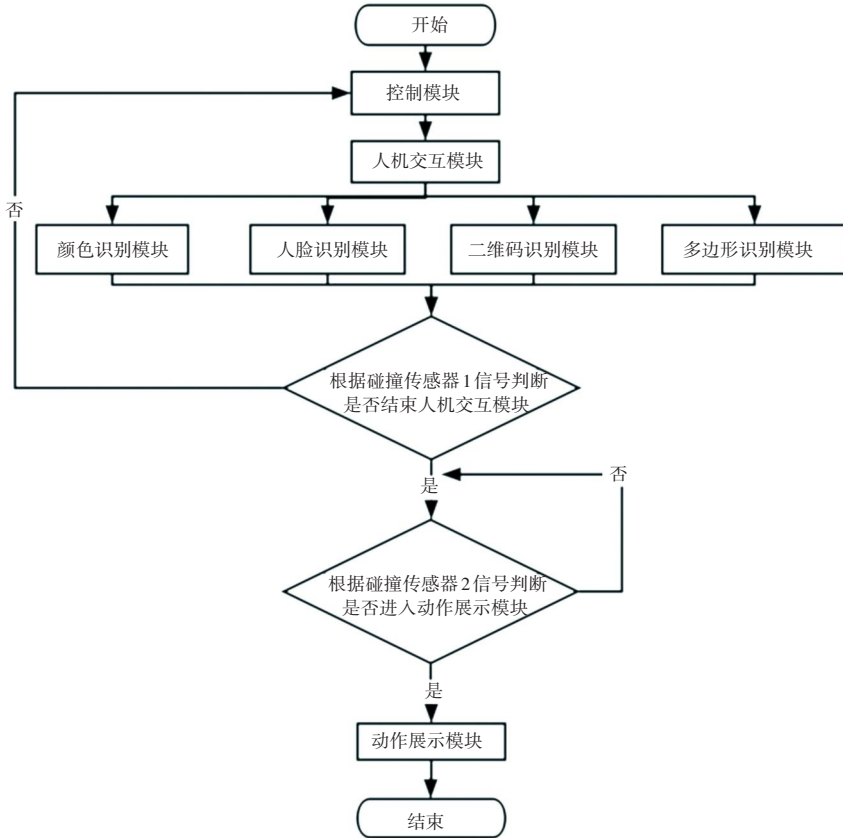 开始
控制模块
人机交互模块
否
颜色识别模块
人脸识别模块
二维码识别模块
多边形识别模块
根据碰撞传感器1信号判断
是否结束人机交互模块
是
否
根据碰撞传感器2信号判断
是否进入动作展示模块
是
动作展示模块
结束